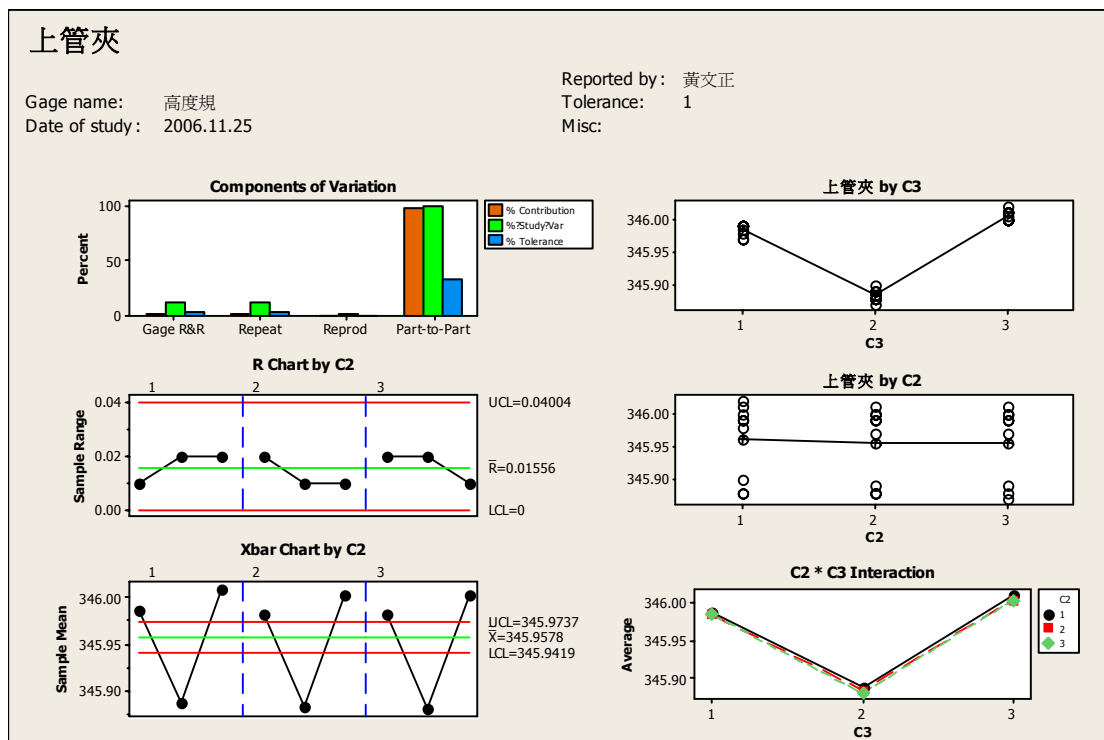 上管夾
Reported by: 黃文正
Gage name: 高度規
Tolerance: 1
Date of study: 2006.11.25
Misc:
Components of Variation
100
50
0
Percent
Gage R&R
Repeat
Reprod
Part-to-Part
% Contribution
%?Study?Var
% Tolerance
上管夾 by C3
346.00
345.95
345.90
1
2
3
C3
R Chart by C2
1
2
3
0.04
0.02
0.00
Sample Range
UCL=0.04004
R̄=0.01556
LCL=0
上管夾 by C2
346.00
345.95
345.90
1
2
3
C2
Xbar Chart by C2
1
2
3
346.00
345.95
345.90
Sample Mean
UCL=345.9737
X̿=345.9578
LCL=345.9419
C2 * C3 Interaction
346.00
345.95
345.90
Average
1
2
3
C3
C2
1
2
3